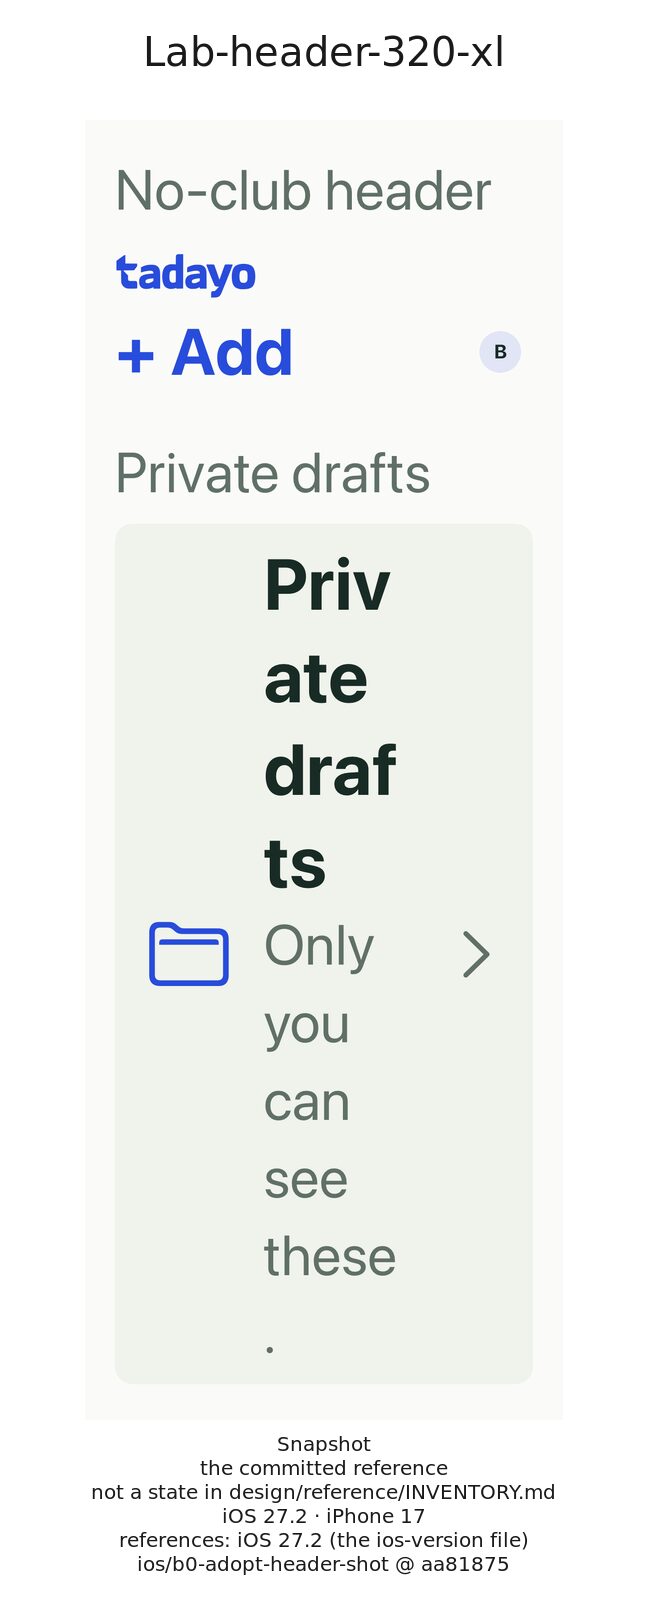 Lab-header-320-xl
No-club header
tadayo
+ Add
B
Private drafts
Priv
ate
draf
ts
Only
you
can
see
these
.
Snapshot
the committed reference
not a state in design/reference/INVENTORY.md
iOS 27.2 · iPhone 17
references: iOS 27.2 (the ios-version file)
ios/b0-adopt-header-shot @ aa81875